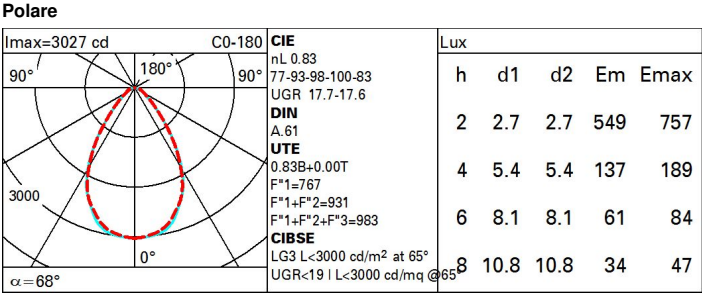 Polare
Imax=3027 cd C0-180
90° 180° 90°
3000
0°
α=68°
CIE
nL 0.83
77-93-98-100-83
UGR 17.7-17.6
DIN
A.61
UTE
0.83B+0.00T
F"1=767
F"1+F"2=931
F"1+F"2+F"3=983
CIBSE
LG3 L<3000 cd/m² at 65°
UGR<19 | L<3000 cd/mq @65°
Lux
h d1 d2 Em Emax
2 2.7 2.7 549 757
4 5.4 5.4 137 189
6 8.1 8.1 61 84
8 10.8 10.8 34 47